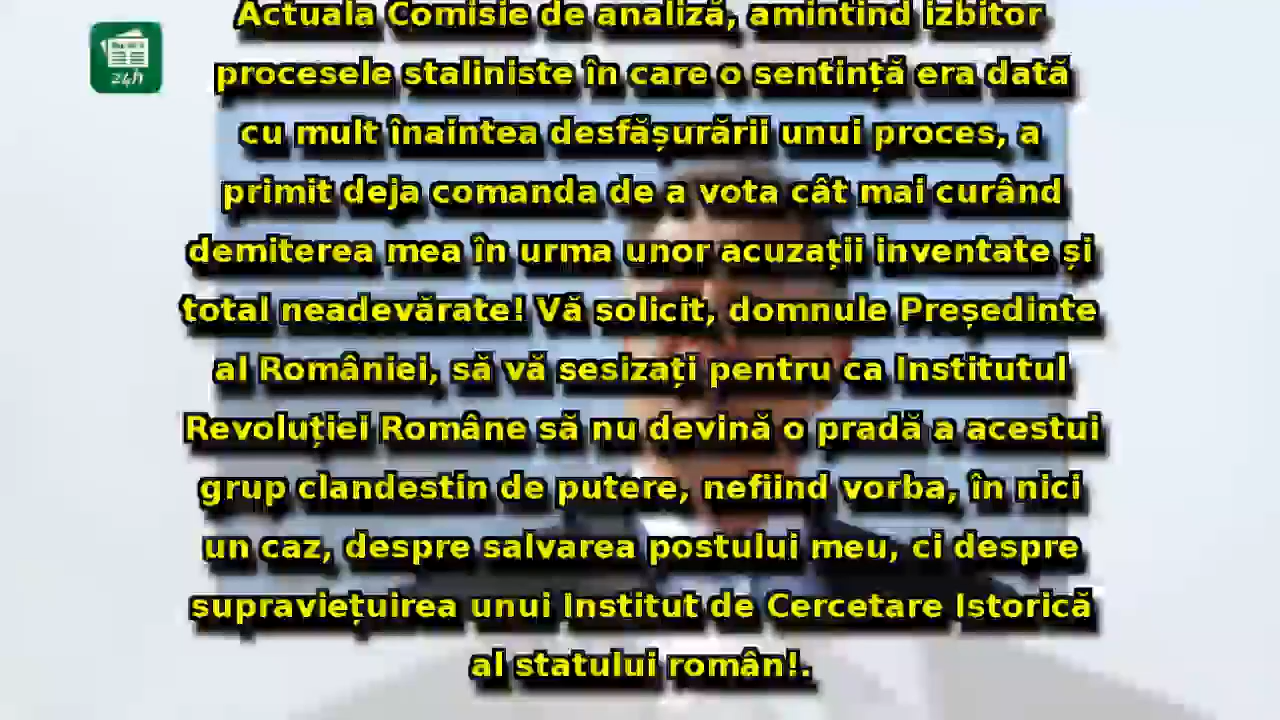 Actuala Comisie de analiză, amintind izbitor
procesele staliniste în care o sentință era dată
cu mult înaintea desfășurării unui proces, a
primit deja comanda de a vota cât mai curând
demiterea mea în urma unor acuzații inventate și
total neadevărate! Vă solicit, domnule Președinte
al României, să vă sesizați pentru ca Institutul
Revoluției Române să nu devină o pradă a acestui
grup clandestin de putere, nefiind vorba, în nici
un caz, despre salvarea postului meu, ci despre
supraviețuirea unui Institut de Cercetare Istorică
al statului român!.
24h